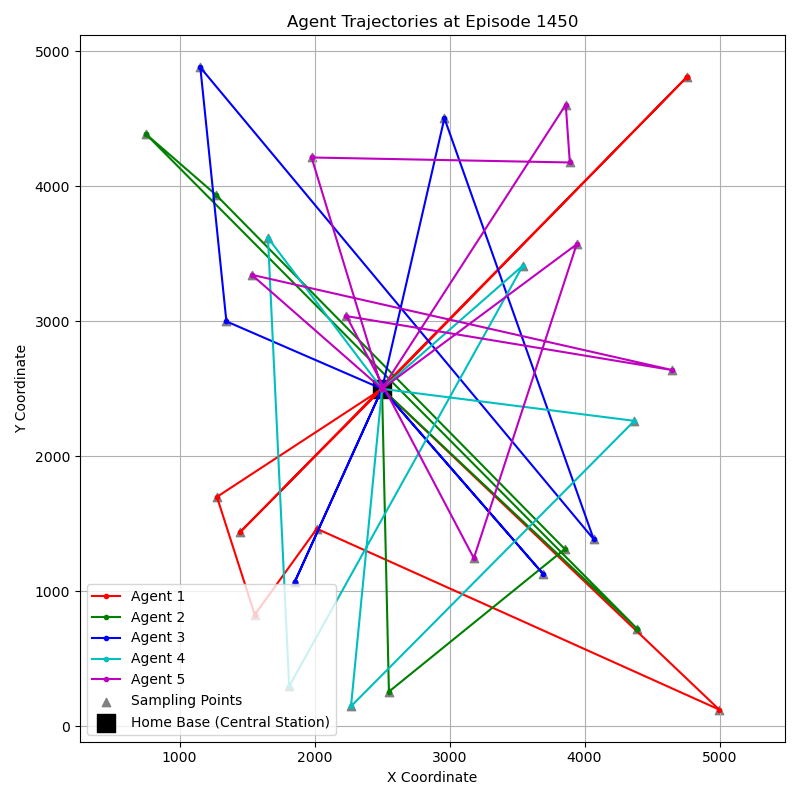 Agent Trajectories at Episode 1450
Y Coordinate
5000
4000
3000
2000
1000
0
Agent 1
Agent 2
Agent 3
Agent 4
Agent 5
Sampling Points
Home Base (Central Station)
1000 2000 3000 4000 5000
X Coordinate